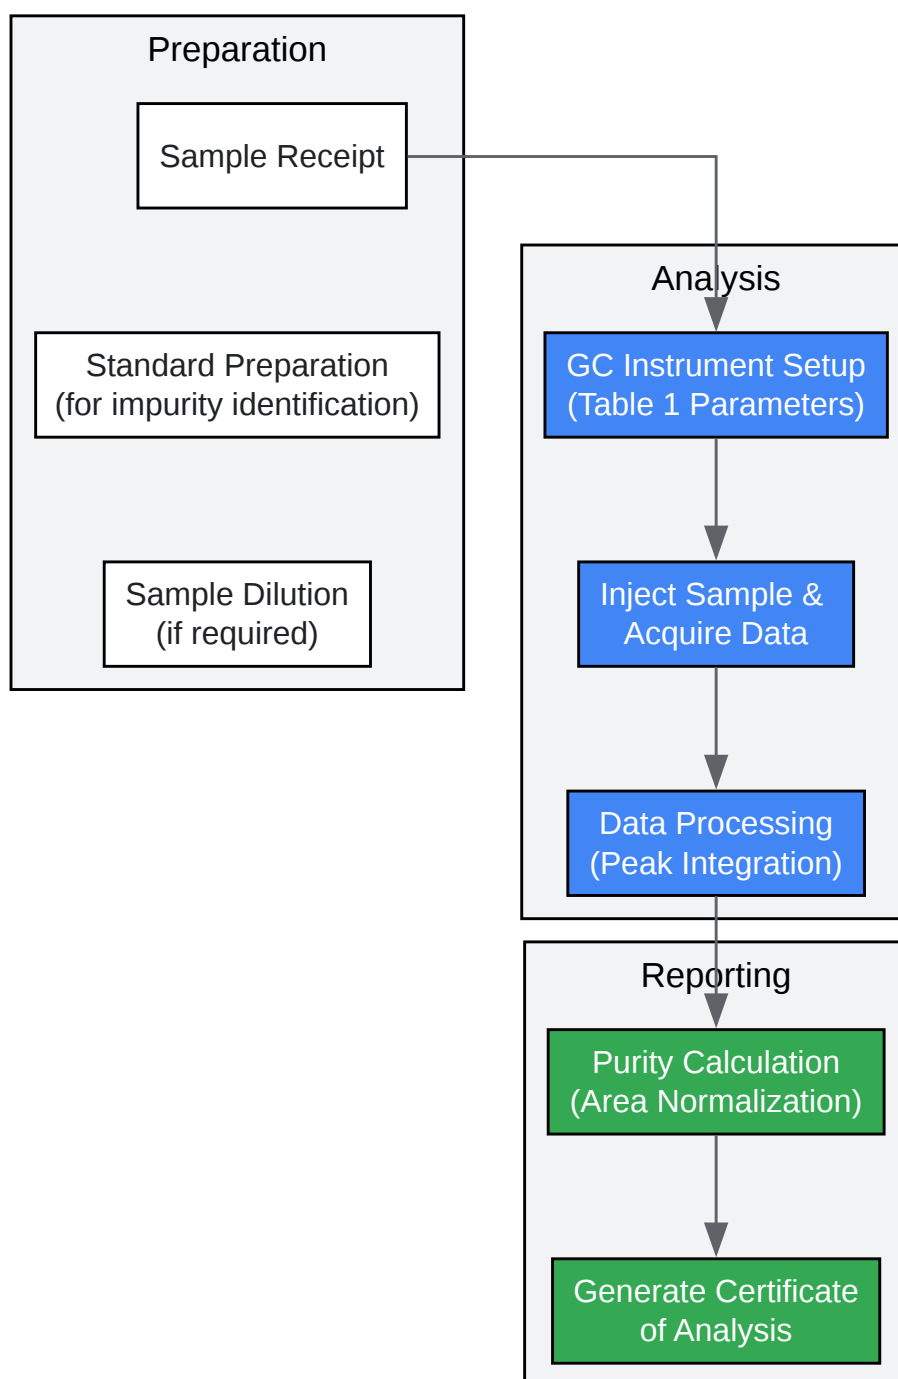 Preparation
Sample Receipt
Standard Preparation
(for impurity identification)
Sample Dilution
(if required)
Analysis
GC Instrument Setup
(Table 1 Parameters)
Inject Sample &
Acquire Data
Data Processing
(Peak Integration)
Reporting
Purity Calculation
(Area Normalization)
Generate Certificate
of Analysis